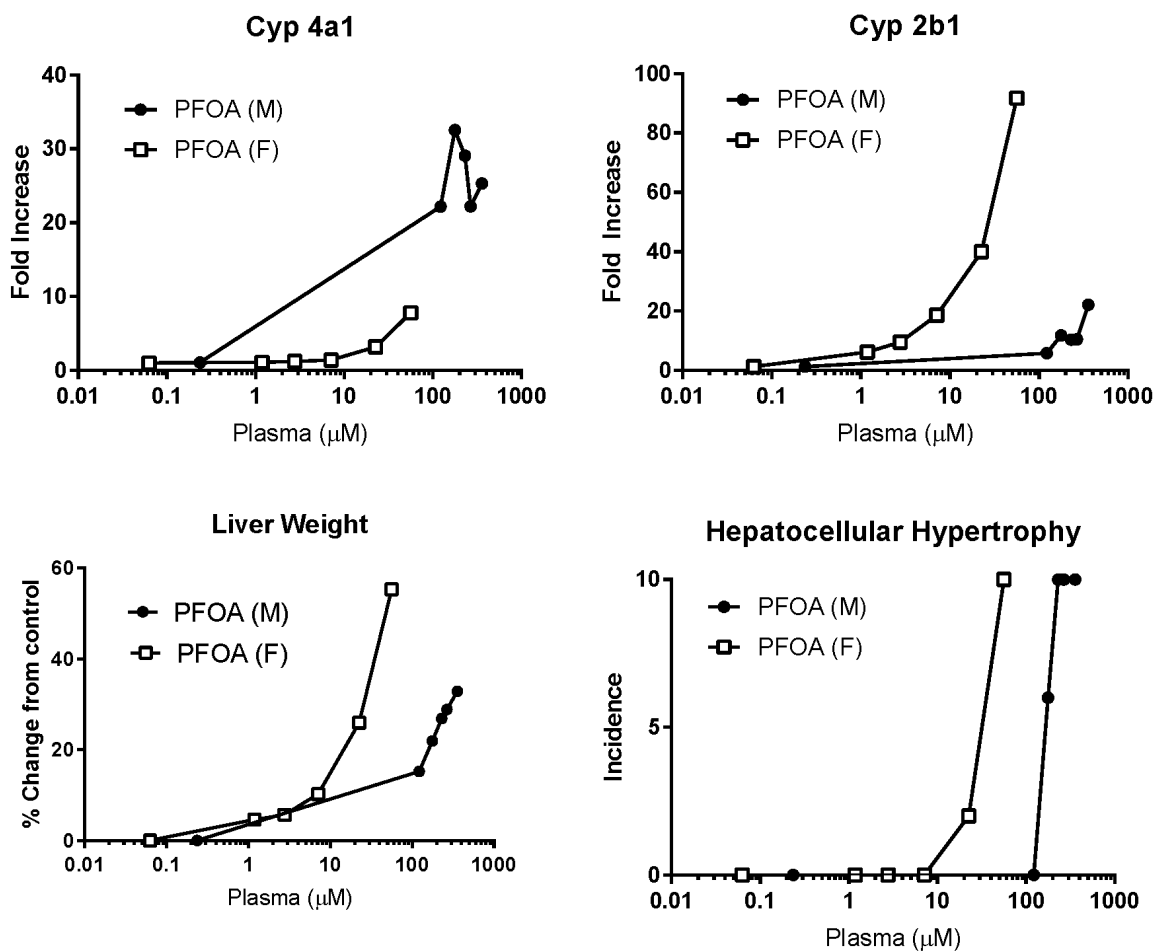 Cyp 4a1
40
30
20
10
0
Fold Increase
PFOA (M)
PFOA (F)
0.01 0.1 1 10 100 1000
Plasma (μM)
Cyp 2b1
100
80
60
40
20
0
Fold Increase
PFOA (M)
PFOA (F)
0.01 0.1 1 10 100 1000
Plasma (μM)
Liver Weight
60
40
20
0
% Change from control
PFOA (M)
PFOA (F)
0.01 0.1 1 10 100 1000
Plasma (μM)
Hepatocellular Hypertrophy
10
5
0
Incidence
PFOA (M)
PFOA (F)
0.01 0.1 1 10 100 1000
Plasma (μM)